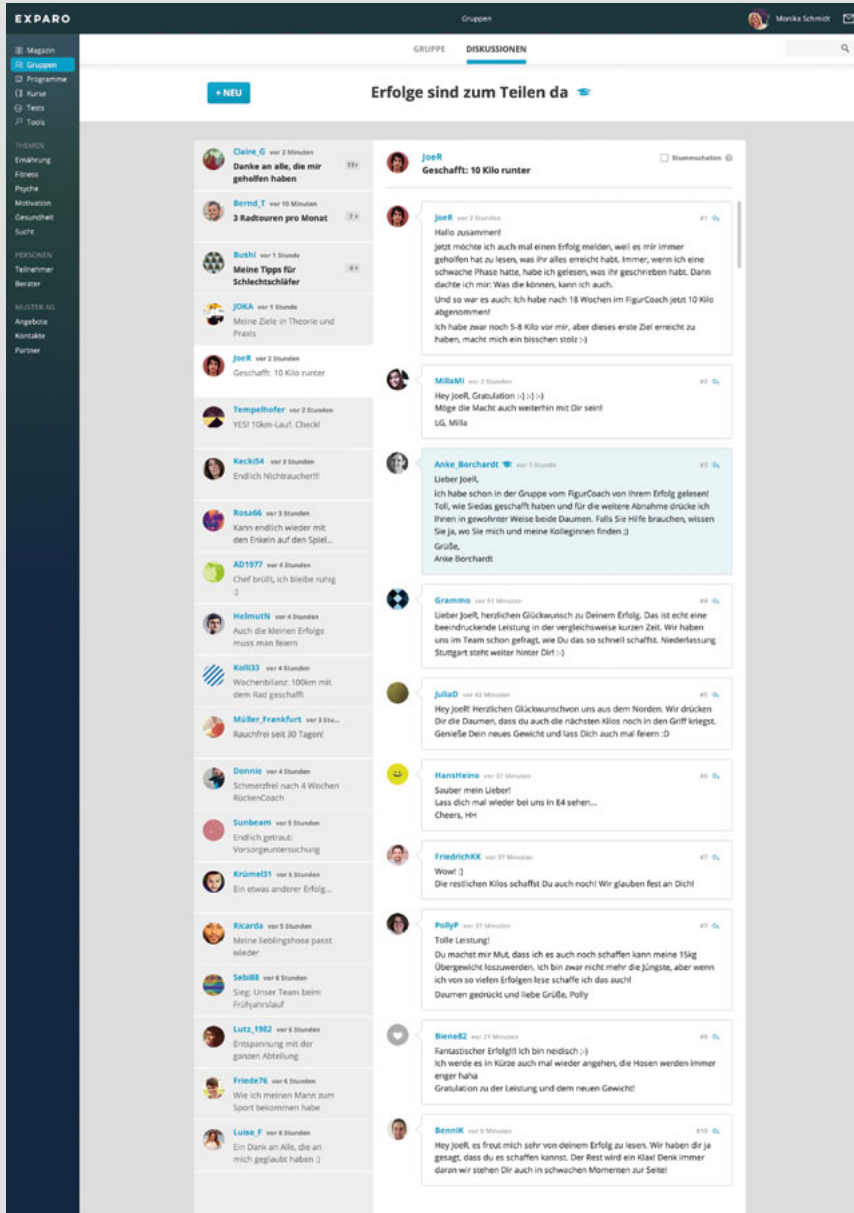 EXPARO
Gruppen
Monika Schmidt
GRUPPE
DISKUSSIONEN
Magazin
Gruppen
Programme
Kurse
Tests
Tools
THEMEN
Ernährung
Fitness
Psyche
Motivation
Gesundheit
Sucht
PERSONEN
Teilnehmer
Berater
MUSTER AG
Angebote
Kontakte
Partner
+ NEU
Erfolge sind zum Teilen da
Claire_G vor 2 Minuten
Danke an alle, die mir
geholfen haben
11+
Bernd_T vor 10 Minuten
3 Radtouren pro Monat
7+
Bushi vor 1 Stunde
Meine Tipps für
Schlechtschläfer
4+
JOKA vor 1 Stunde
Meine Ziele in Theorie und
Praxis
JoeR vor 2 Stunden
Geschafft: 10 Kilo runter
Tempelhofer vor 2 Stunden
YES! 10km-Lauf: Check!
Kecki54 vor 3 Stunden
Endlich Nichtraucher!!!
Rosa66 vor 3 Stunden
Kann endlich wieder mit
den Enkeln auf den Spiel...
AD1977 vor 4 Stunden
Chef brüllt, ich bleibe ruhig
:)
HelmutN vor 4 Stunden
Auch die kleinen Erfolge
muss man feiern
Kolli33 vor 4 Stunden
Wochenbilanz: 100km mit
dem Rad geschafft
Müller_Frankfurt vor 3 Stu...
Rauchfrei seit 30 Tagen!
Donnie vor 4 Stunden
Schmerzfrei nach 4 Wochen
RückenCoach
Sunbeam vor 5 Stunden
Endlich getraut:
Vorsorgeuntersuchung
Krümel31 vor 5 Stunden
Ein etwas anderer Erfolg...
Ricarda vor 5 Stunden
Meine lieblingshose passt
wieder
Sebi88 vor 6 Stunden
Sieg: Unser Team beim
Frühjahrslauf
Lutz_1982 vor 5 Stunden
Entspannung mit der
ganzen Abteilung
Friede76 vor 6 Stunden
Wie ich meinen Mann zum
Sport bekommen habe
Luise_F vor 8 Stunden
Ein Dank an Alle, die an
mich geglaubt haben :)
JoeR
Geschafft: 10 Kilo runter
Stummschalten
JoeR vor 3 Stunden #1
Hallo zusammen!
Jetzt möchte ich auch mal einen Erfolg melden, weil es mir immer
geholfen hat zu lesen, was ihr alles erreicht habt. Immer, wenn ich eine
schwache Phase hatte, habe ich gelesen, was ihr geschrieben habt. Dann
dachte ich mir: Was die können, kann ich auch.
Und so war es auch: Ich habe nach 18 Wochen im FigurCoach jetzt 10 Kilo
abgenommen!
Ich habe zwar noch 5-8 Kilo vor mir, aber dieses erste Ziel erreicht zu
haben, macht mich ein bisschen stolz :-)
MillaMi vor 2 Stunden #2
Hey JoeR, Gratulation :-) :-) :-)
Möge die Macht auch weiterhin mit Dir sein!
LG, Milla
Anke_Borchardt vor 1 Stunde #3
Lieber JoeR,
ich habe schon in der Gruppe vom FigurCoach von Ihrem Erfolg gelesen!
Toll, wie Siedas geschafft haben und für die weitere Abnahme drücke ich
Ihnen in gewohnter Weise beide Daumen. Falls Sie Hilfe brauchen, wissen
Sie ja, wo Sie mich und meine Kolleginnen finden ;)
Grüße,
Anke Borchardt
Grammo vor 51 Minuten #4
Lieber JoeR, herzlichen Glückwunsch zu Deinem Erfolg. Das ist echt eine
beeindruckende Leistung in der vergleichsweise kurzen Zeit. Wir haben
uns im Team schon gefragt, wie Du das so schnell schaffst. Niederlassung
Stuttgart steht weiter hinter Dir! :-)
JuliaD vor 43 Minuten #5
Hey JoeR! Herzlichen Glückwunschvon uns aus dem Norden. Wir drücken
Dir die Daumen, dass du auch die nächsten Kilos noch in den Griff kriegst.
Genieße Dein neues Gewicht und lass Dich auch mal feiern :D
HansHeino vor 37 Minuten #6
Sauber mein Lieber!
Lass dich mal wieder bei uns in E4 sehen...
Cheers, HH
FriedrichKK vor 37 Minuten #7
Wow! :)
Die restlichen Kilos schaffst Du auch noch! Wir glauben fest an Dich!
PollyP vor 37 Minuten #7
Tolle Leistung!
Du machst mir Mut, dass ich es auch noch schaffen kann meine 15kg
Übergewicht loszuwerden. Ich bin zwar nicht mehr die Jüngste, aber wenn
ich von so vielen Erfolgen lese schaffe ich das auch!
Daumen gedrückt und liebe Grüße, Polly
Biene82 vor 21 Minuten #9
Fantastischer Erfolg!!! Ich bin neidisch ;-)
Ich werde es in Kürze auch mal wieder angehen, die Hosen werden immer
enger haha
Gratulation zu der Leistung und dem neuen Gewicht!
BenniK vor 9 Minuten #10
Hey JoeR, es freut mich sehr von deinem Erfolg zu lesen. Wir haben dir ja
gesagt, dass du es schaffen kannst. Der Rest wird ein Klax! Denk immer
daran wir stehen Dir auch in schwachen Momenten zur Seite!